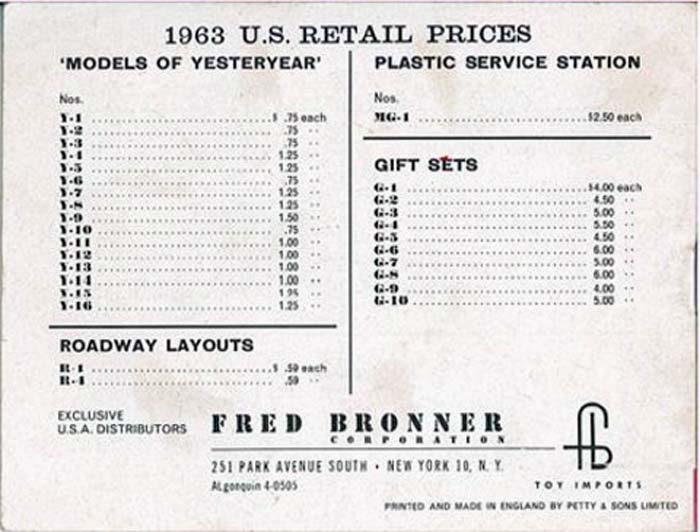 1963 U.S. RETAIL PRICES
'MODELS OF YESTERYEAR'
Nos.
Y-1 ........ $ .75 each
Y-2 ........ .75 ··
Y-3 ........ .75 ··
Y-4 ........ 1.25 ··
Y-5 ........ 1.25 ··
Y-6 ........ .75 ··
Y-7 ........ 1.25 ··
Y-8 ........ 1.25 ··
Y-9 ........ 1.50 ··
Y-10 ........ .75 ··
Y-11 ........ 1.00 ··
Y-12 ........ 1.00 ··
Y-13 ........ 1.00 ··
Y-14 ........ 1.00 ··
Y-15 ........ 1.25 ··
Y-16 ........ 1.25 ··
ROADWAY LAYOUTS
R-1 ........ $ .59 each
R-4 ........ .59 ··
PLASTIC SERVICE STATION
Nos.
MG-1 ........ $2.50 each
GIFT SETS
G-1 ........ $4.00 each
G-2 ........ 4.50 ··
G-3 ........ 5.00 ··
G-4 ........ 5.50 ··
G-5 ........ 4.50 ··
G-6 ........ 6.00 ··
G-7 ........ 5.00 ··
G-8 ........ 6.00 ··
G-9 ........ 4.00 ··
G-10 ........ 5.00 ··
EXCLUSIVE
U.S.A. DISTRIBUTORS
FRED BRONNER
CORPORATION
251 PARK AVENUE SOUTH · NEW YORK 10, N. Y.
ALgonquin 4-0505
TOY IMPORTS
PRINTED AND MADE IN ENGLAND BY PETTY & SONS LIMITED